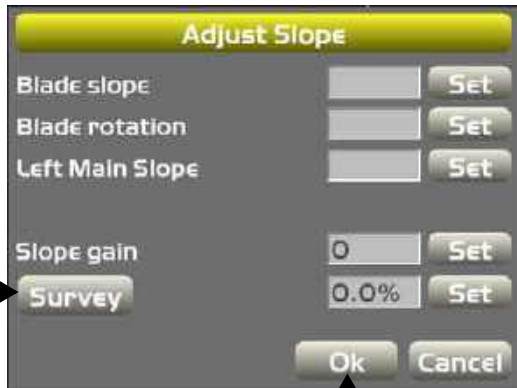 Adjust Slope
Blade slope Set
Blade rotation Set
Left Main Slope Set
Slope gain 0 Set
Survey 0.0% Set
Ok Cancel